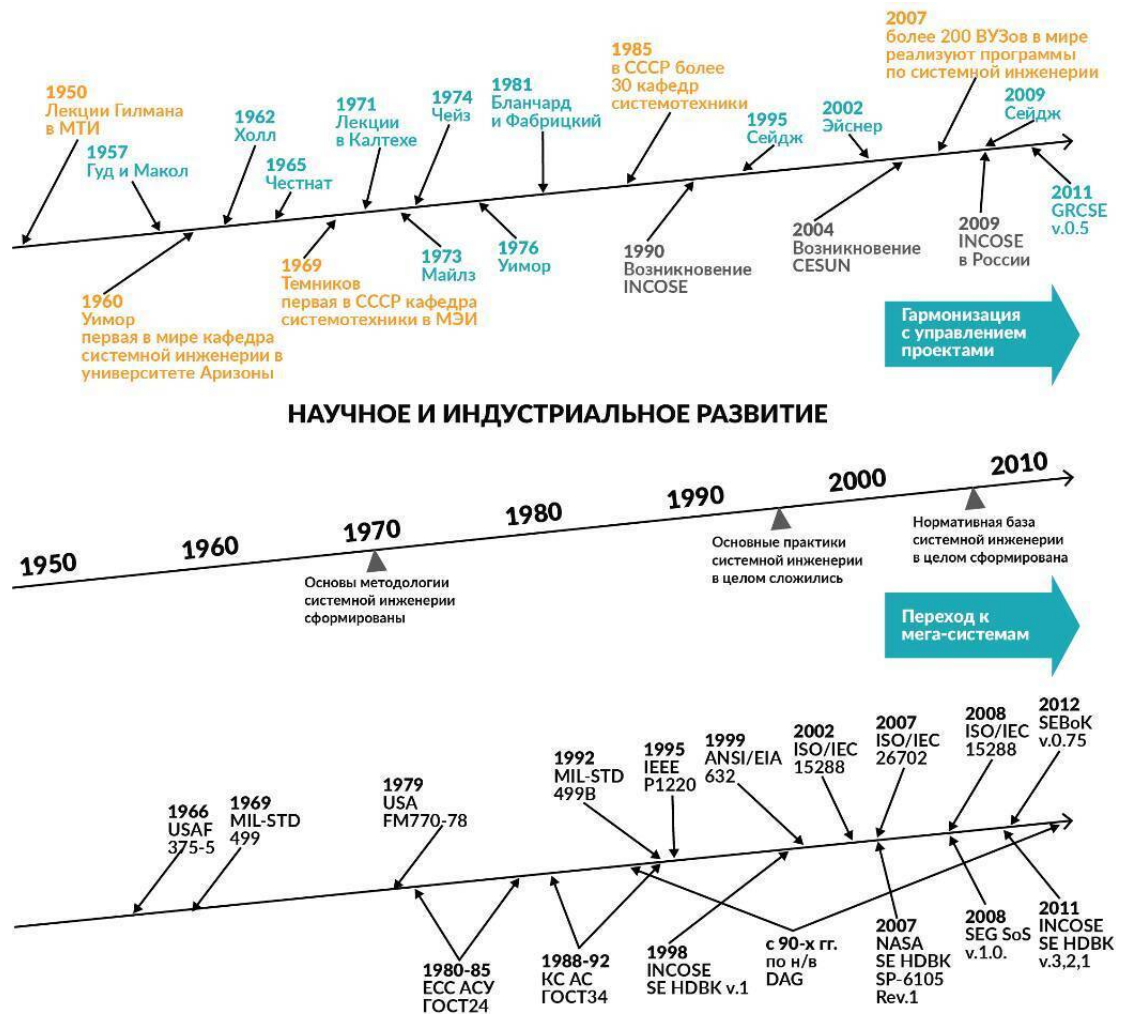 2007
более 200 ВУЗов в мире
реализуют программы
по системной инженерии
1985
в СССР более
30 кафедр
системотехники
1950
Лекции Гилмана
в МТИ
1957
Гуд и Макол
1962
Холл
1965
Честнат
1971
Лекции
в Калтехе
1974
Чейз
1981
Бланчард
и Фабрицкий
1995
Сейдж
2002
Эйснер
2009
Сейдж
1960
Уимор
первая в мире кафедра
системной инженерии в
университете Аризоны
1969
Темников
первая в СССР кафедра
системотехники в МЭИ
1973
Майлз
1976
Уимор
1990
Возникновение
INCOSE
2004
Возникновение
CESUN
2009
INCOSE
в России
2011
GRCSE
v.0.5
Гармонизация
с управлением
проектами
НАУЧНОЕ И ИНДУСТРИАЛЬНОЕ РАЗВИТИЕ
1950
1960
1970
1980
1990
2000
2010
Основы методологии
системной инженерии
сформированы
Основные практики
системной инженерии
в целом сложились
Нормативная база
системной инженерии
в целом сформирована
Переход к
мега-системам
1966
USAF
375-5
1969
MIL-STD
499
1979
USA
FM770-78
1992
MIL-STD
499B
1995
IEEE
P1220
1999
ANSI/EIA
632
2002
ISO/IEC
15288
2007
ISO/IEC
26702
2008
ISO/IEC
15288
2012
SEBoK
v.0.75
1980-85
ЕСС АСУ
ГОСТ24
1988-92
КС АС
ГОСТ34
1998
INCOSE
SE HDBK v.1
с 90-х гг.
по н/в
DAG
2007
NASA
SE HDBK
SP-6105
Rev.1
2008
SEG SoS
v.1.0.
2011
INCOSE
SE HDBK
v.3,2,1